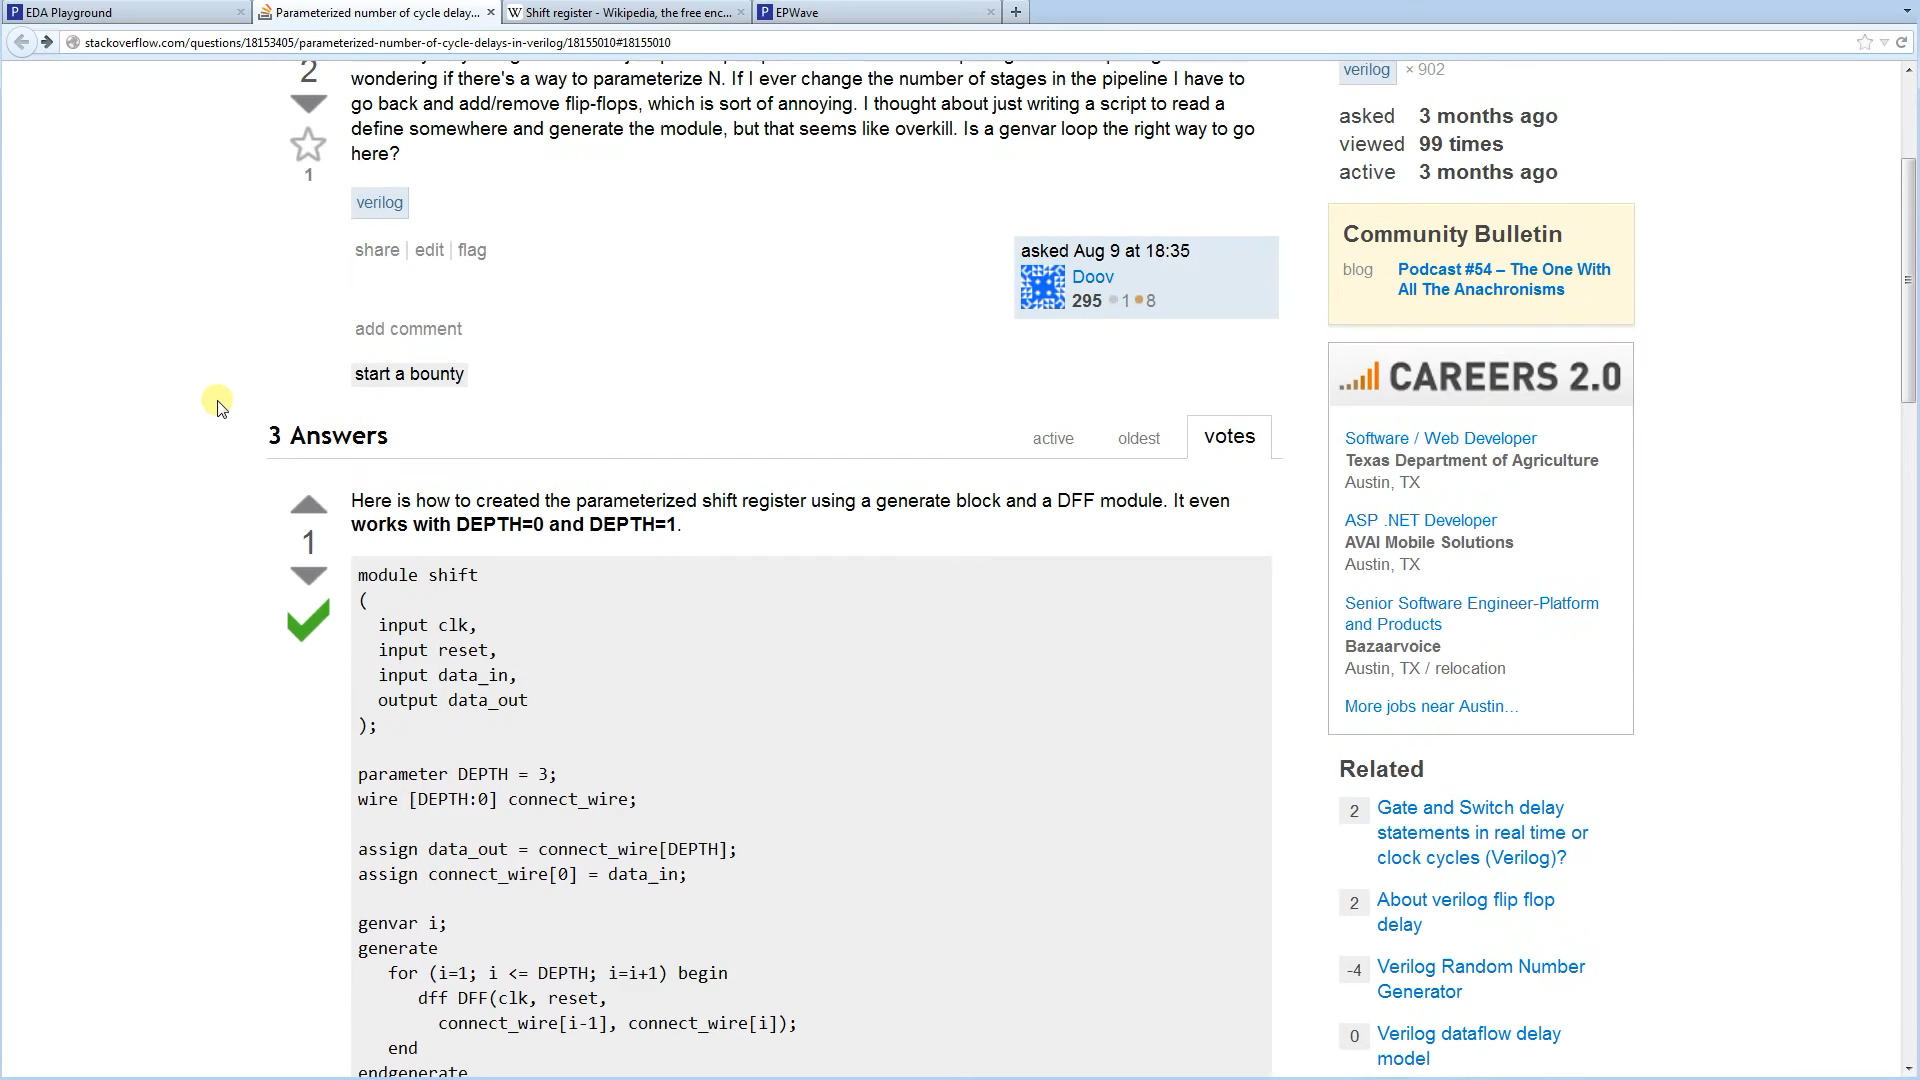 EDA Playground
Parameterized number of cycle delay...
Shift register - Wikipedia, the free enc...
EPWave
stackoverflow.com/questions/18153405/parameterized-number-of-cycle-delays-in-verilog/18155010#18155010
2
wondering if there's a way to parameterize N. If I ever change the number of stages in the pipeline I have to
go back and add/remove flip-flops, which is sort of annoying. I thought about just writing a script to read a
define somewhere and generate the module, but that seems like overkill. Is a genvar loop the right way to go
here?
1
verilog
share edit flag
asked Aug 9 at 18:35
Doov
295 1 8
add comment
start a bounty
3 Answers
active oldest votes
1
Here is how to created the parameterized shift register using a generate block and a DFF module. It even
works with DEPTH=0 and DEPTH=1.
module shift
(
input clk,
input reset,
input data_in,
output data_out
);
parameter DEPTH = 3;
wire [DEPTH:0] connect_wire;
assign data_out = connect_wire[DEPTH];
assign connect_wire[0] = data_in;
genvar i;
generate
for (i=1; i <= DEPTH; i=i+1) begin
dff DFF(clk, reset,
connect_wire[i-1], connect_wire[i]);
end
endgenerate
verilog × 902
asked 3 months ago
viewed 99 times
active 3 months ago
Community Bulletin
blog Podcast #54 – The One With
All The Anachronisms
CAREERS 2.0
Software / Web Developer
Texas Department of Agriculture
Austin, TX
ASP .NET Developer
AVAI Mobile Solutions
Austin, TX
Senior Software Engineer-Platform
and Products
Bazaarvoice
Austin, TX / relocation
More jobs near Austin...
Related
2 Gate and Switch delay
statements in real time or
clock cycles (Verilog)?
2 About verilog flip flop
delay
-4 Verilog Random Number
Generator
0 Verilog dataflow delay
model